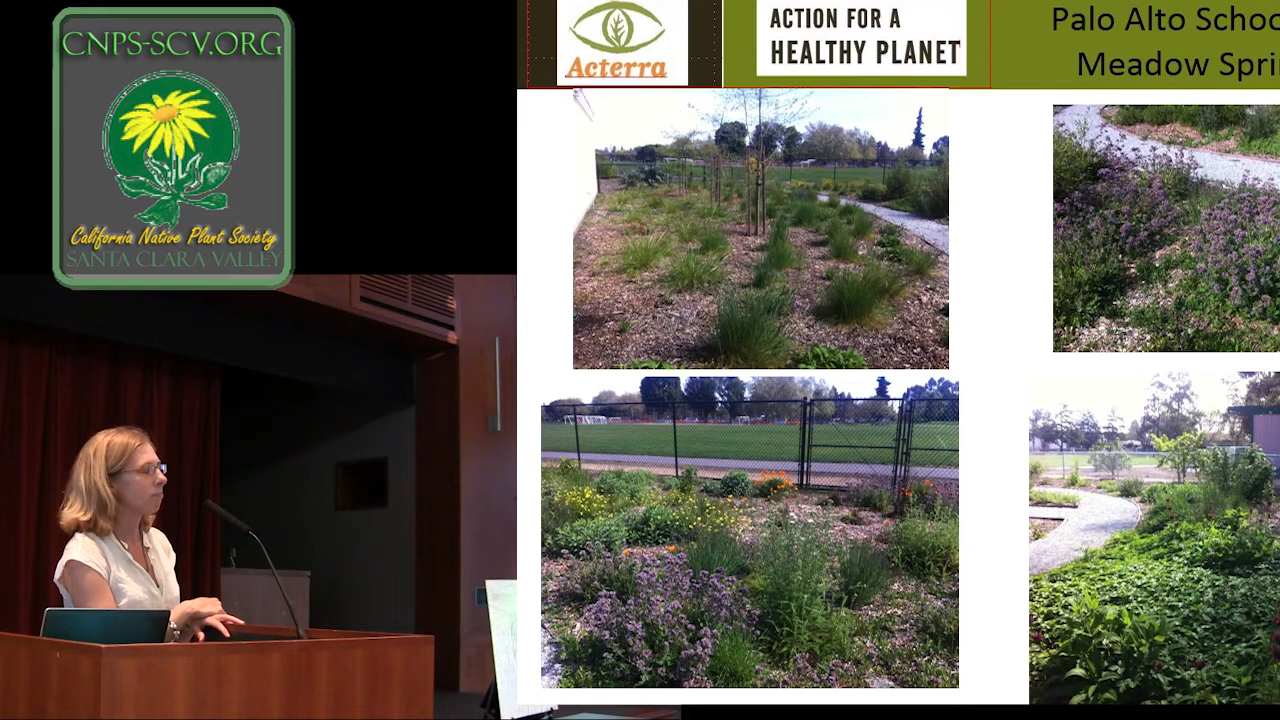 CNPS-SCV.ORG
California Native Plant Society
SANTA CLARA VALLEY
Acterra
ACTION FOR A
HEALTHY PLANET
Palo Alto Schoo
Meadow Spri